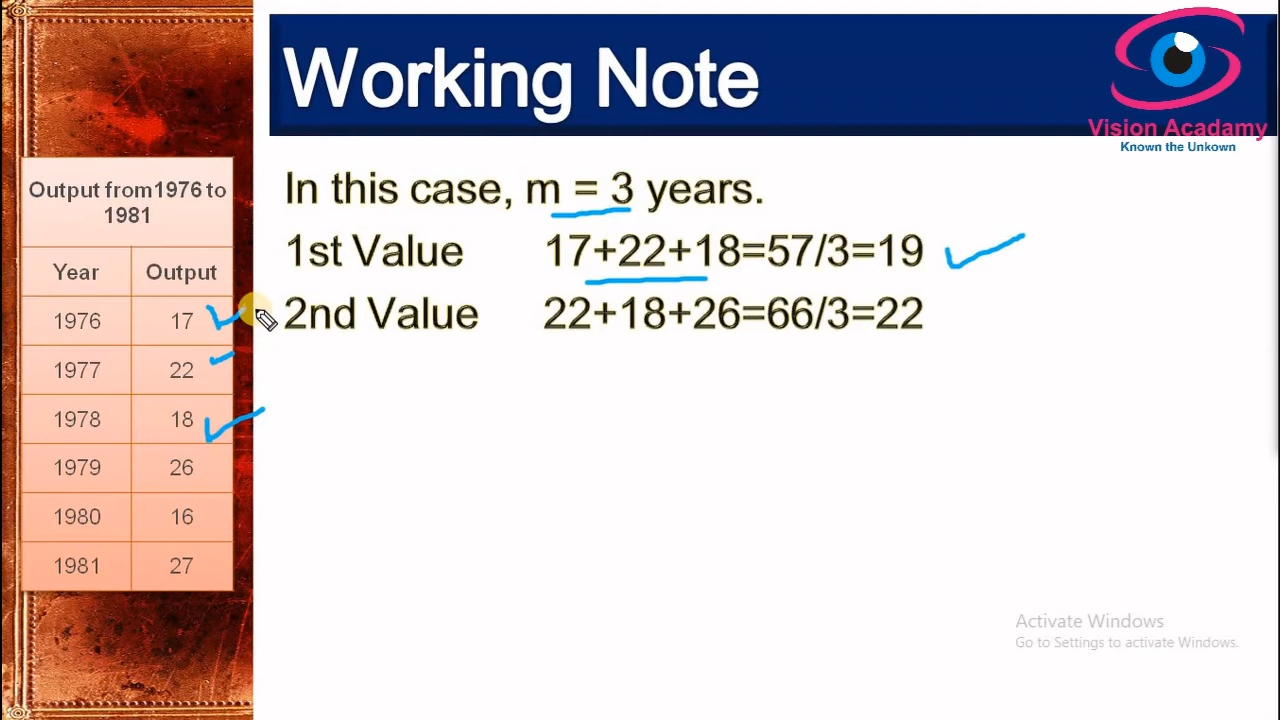 Working Note
Vision Acadamy
Known the Unkown
Output from1976 to
1981
Year Output
1976 17
1977 22
1978 18
1979 26
1980 16
1981 27
In this case, m = 3 years.
1st Value 17+22+18=57/3=19
2nd Value 22+18+26=66/3=22
Activate Windows
Go to Settings to activate Windows.